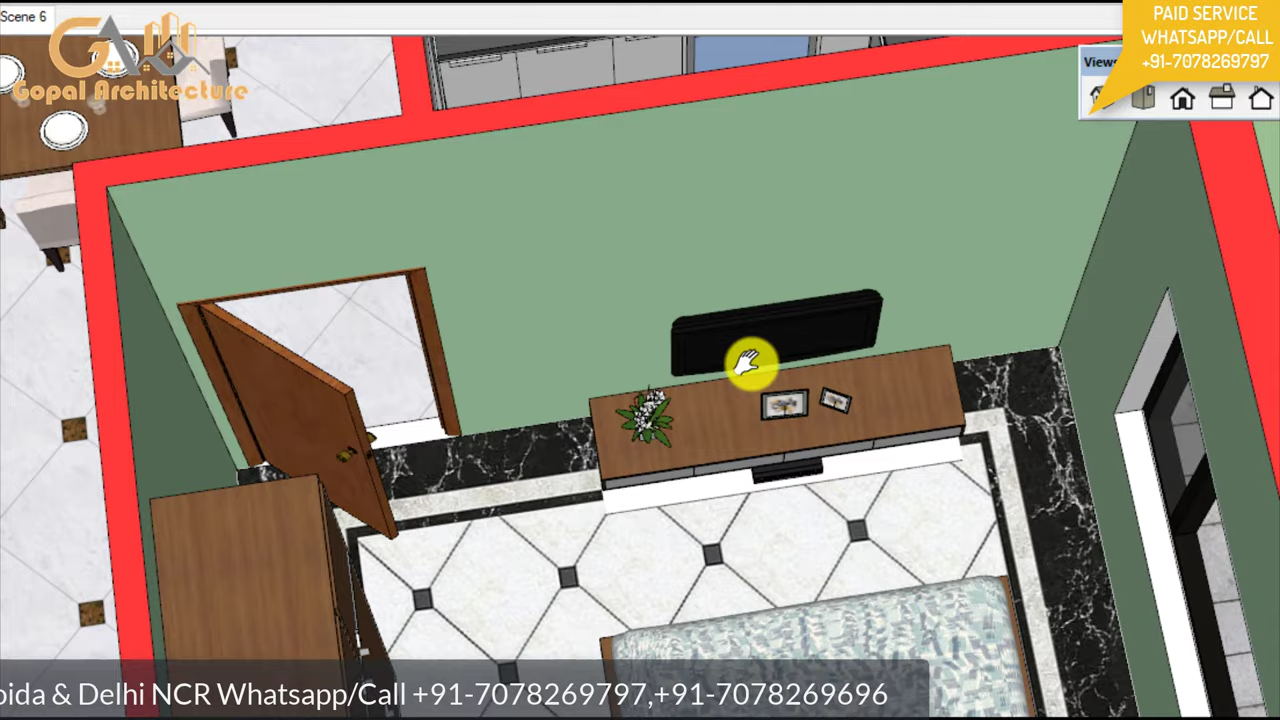 Scene 6
Gopal Architecture
PAID SERVICE
WHATSAPP/CALL
+91-7078269797
Views
& Delhi NCR Whatsapp/Call +91-7078269797,+91-7078269696